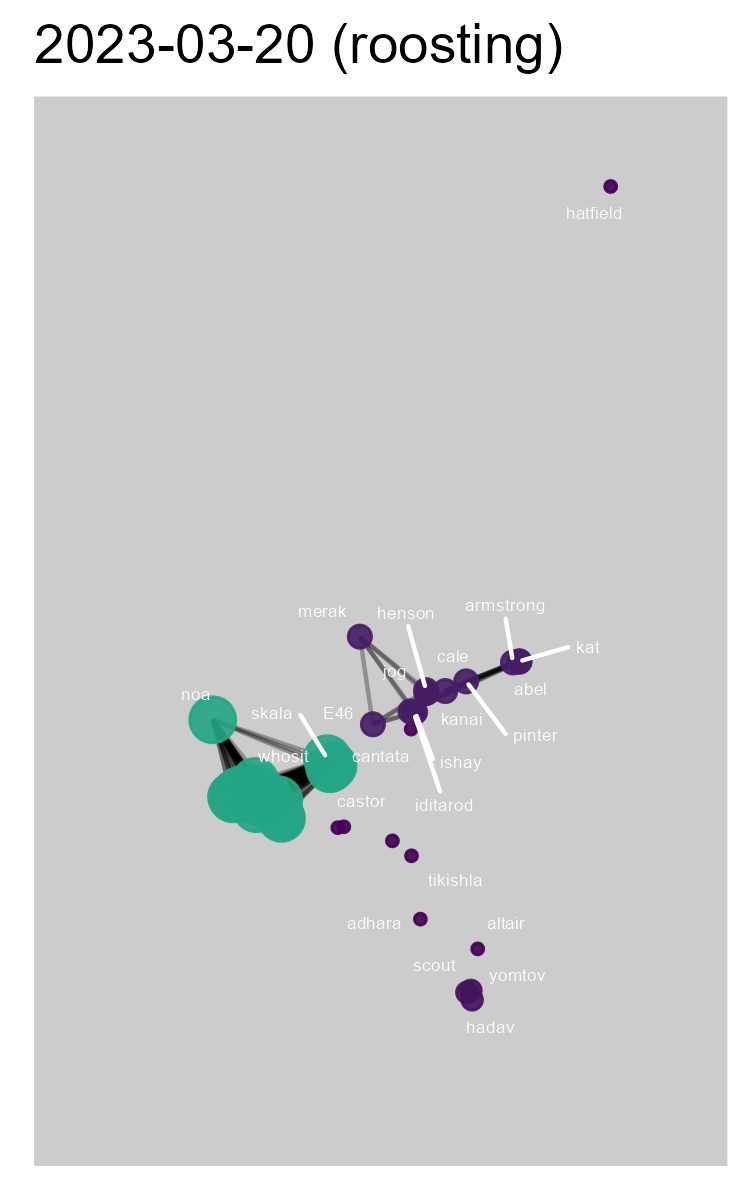 2023-03-20 (roosting)
hatfield
armstrong
merak
henson
kat
cale
jog
abel
noa
skala
E46
kanai
pinter
whosit
cantata
ishay
castor
iditarod
tikishla
adhara
altair
scout
yomtov
hadav